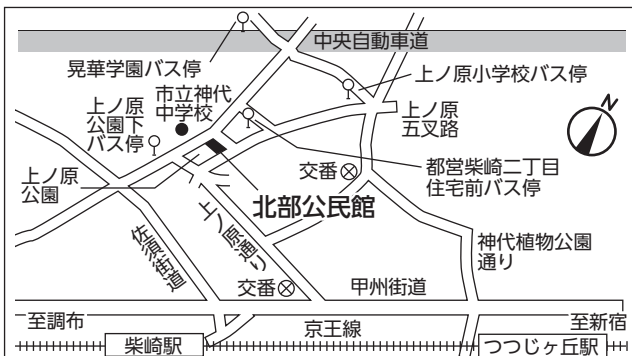 中央自動車道
晃華学園バス停
上ノ原小学校バス停
市立神代
中学校
上ノ原
公園下
バス停
上ノ原
五叉路
上ノ原
公園
交番
都営柴崎二丁目
住宅前バス停
北部公民館
上ノ原通り
佐須街道
神代植物公園
通り
交番
甲州街道
至調布
至新宿
京王線
柴崎駅
つつじヶ丘駅
N